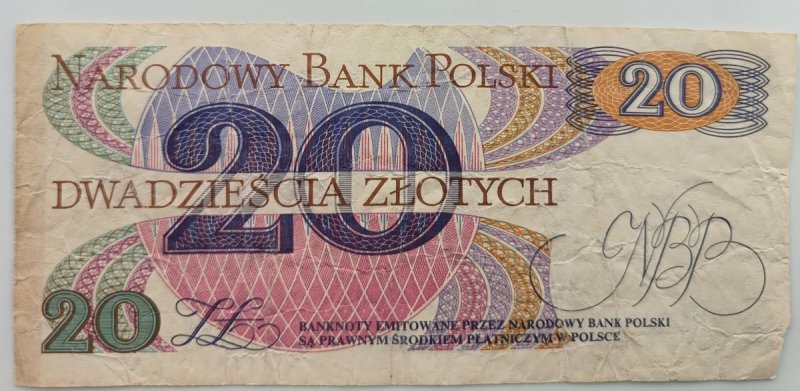 NARODOWY BANK POLSKI
20
20
DWADZIEŚCIA ZŁOTYCH
NBP
20
BANKNOTY EMITOWANE PRZEZ NARODOWY BANK POLSKI
SĄ PRAWNYM ŚRODKIEM PŁATNICZYM W POLSCE